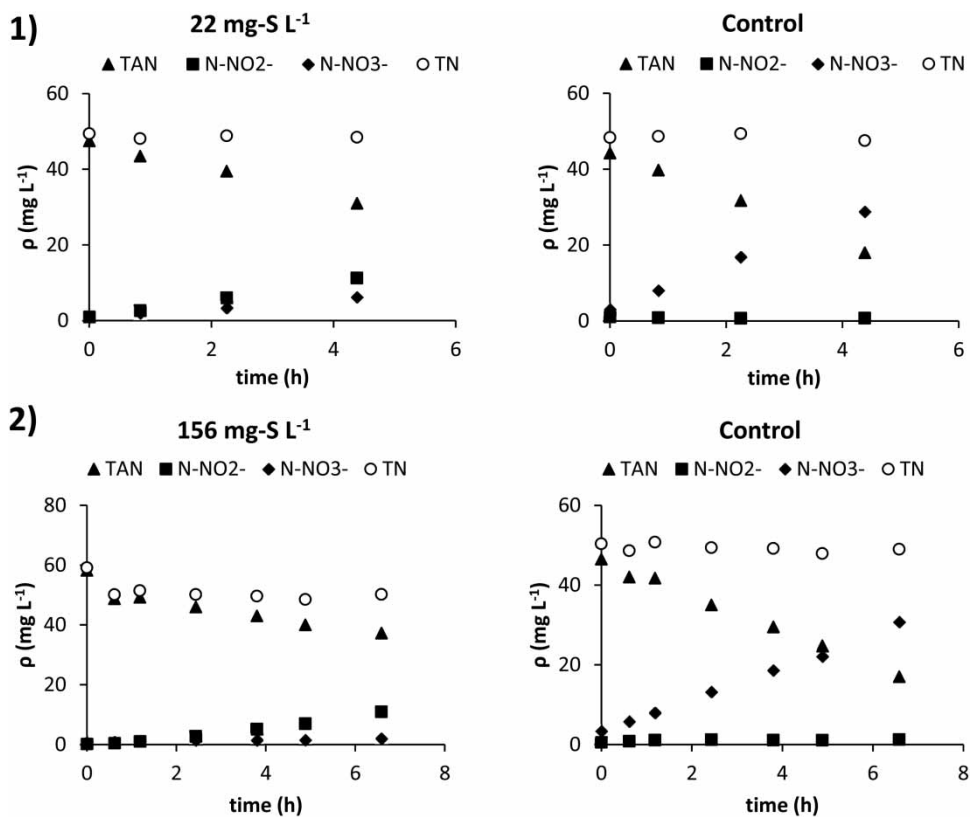 1)
22 mg-S L⁻¹
▲ TAN ■ N-NO2- ◆ N-NO3- ○ TN
60
40
20
0
ρ (mg L⁻¹)
0 2 4 6
time (h)
Control
▲ TAN ■ N-NO2- ◆ N-NO3- ○ TN
60
40
20
0
ρ (mg L⁻¹)
0 2 4 6
time (h)
2)
156 mg-S L⁻¹
▲ TAN ■ N-NO2- ◆ N-NO3- ○ TN
80
60
40
20
0
ρ (mg L⁻¹)
0 2 4 6 8
time (h)
Control
▲ TAN ■ N-NO2- ◆ N-NO3- ○ TN
60
40
20
0
ρ (mg L⁻¹)
0 2 4 6 8
time (h)